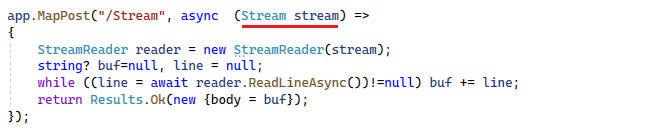 app.MapPost("/Stream", async  (Stream stream) =>
{
    StreamReader reader = new StreamReader(stream);
    string? buf=null, line = null;
    while ((line = await reader.ReadLineAsync())!=null) buf += line;
    return Results.Ok(new {body = buf});
});